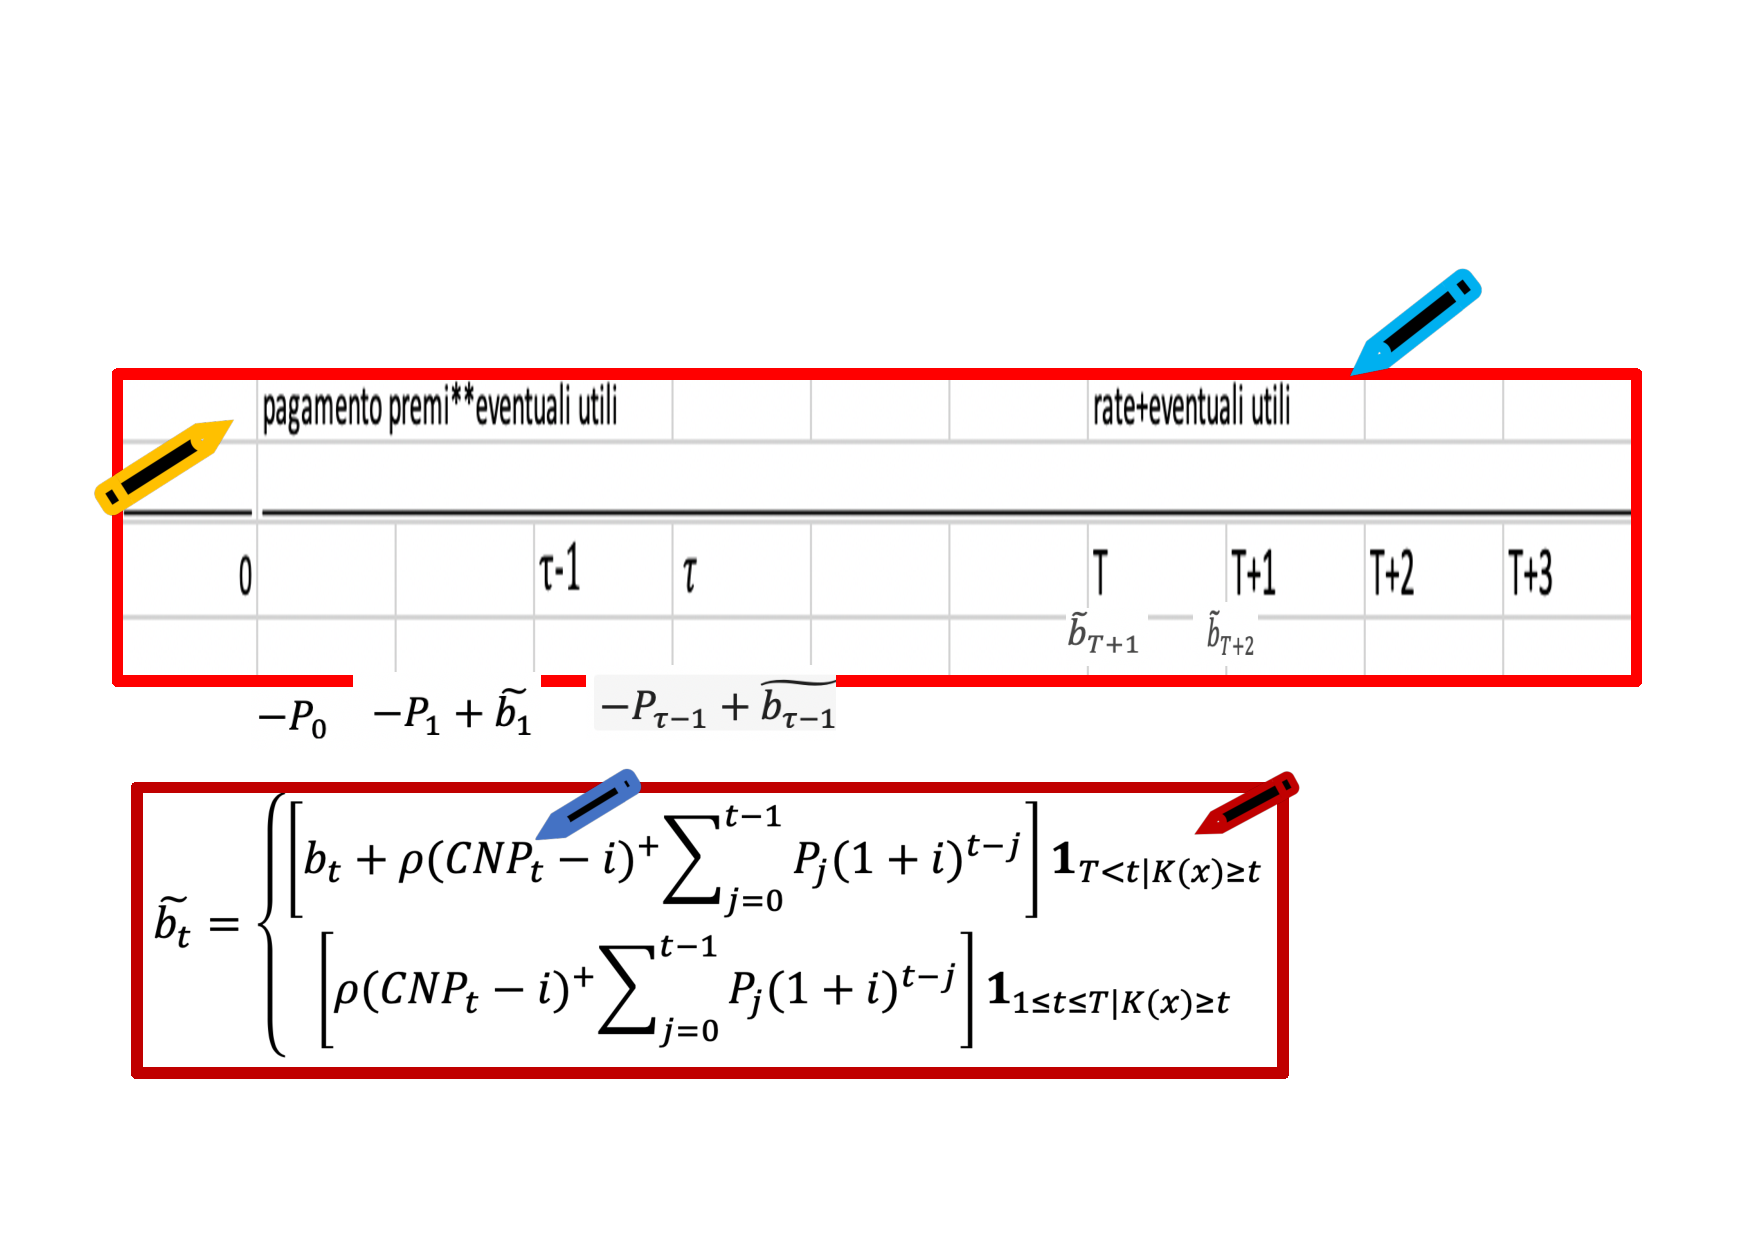 pagamento premi**eventuali utili rate+eventuali utili
0 τ-1 τ T T+1 T+2 T+3
b̃_{T+1} b̃_{T+2}
−P_0 −P_1 + b̃_1 −P_{τ−1} + b̃_{τ−1}
b̃_t = { [b_t + ρ(CNP_t − i)^+ ∑_{j=0}^{t−1} P_j(1 + i)^{t−j}] 𝟏_{T<t|K(x)≥t}
[ρ(CNP_t − i)^+ ∑_{j=0}^{t−1} P_j(1 + i)^{t−j}] 𝟏_{1≤t≤T|K(x)≥t}